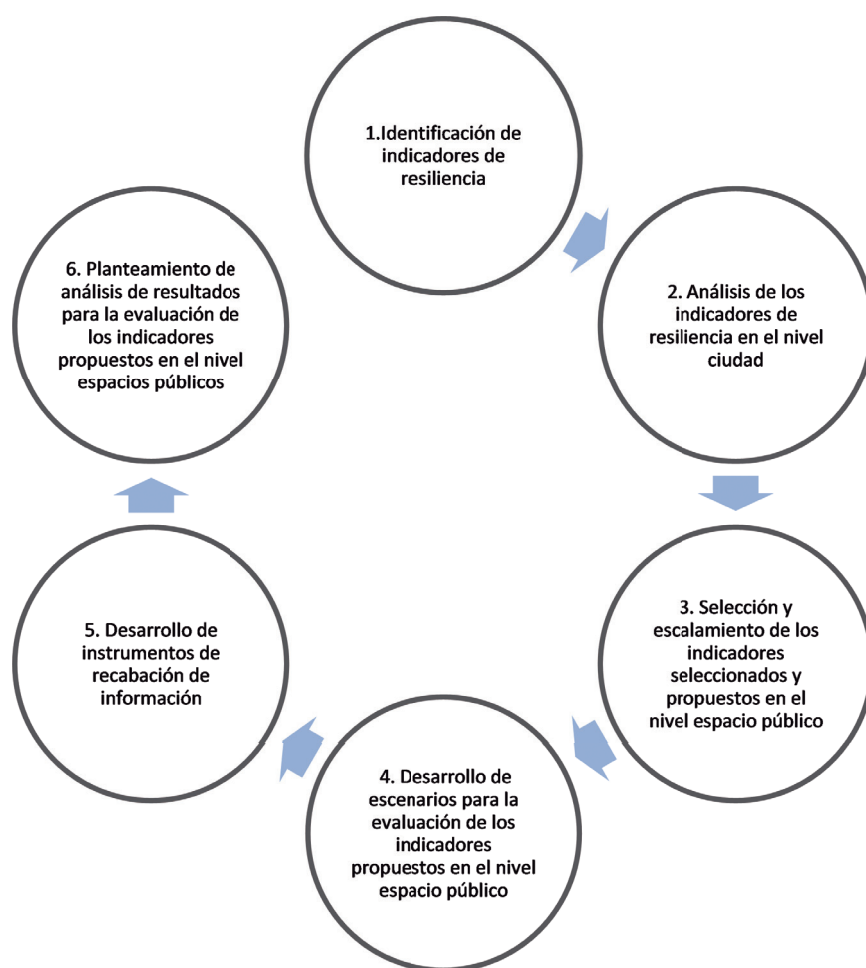 1.Identificación de
indicadores de
resiliencia
2. Análisis de los
indicadores de
resiliencia en el nivel
ciudad
3. Selección y
escalamiento de los
indicadores
seleccionados y
propuestos en el
nivel espacio público
4. Desarrollo de
escenarios para la
evaluación de los
indicadores
propuestos en el nivel
espacio público
5. Desarrollo de
instrumentos de
recabación de
información
6. Planteamiento de
análisis de resultados
para la evaluación de
los indicadores
propuestos en el nivel
espacios públicos